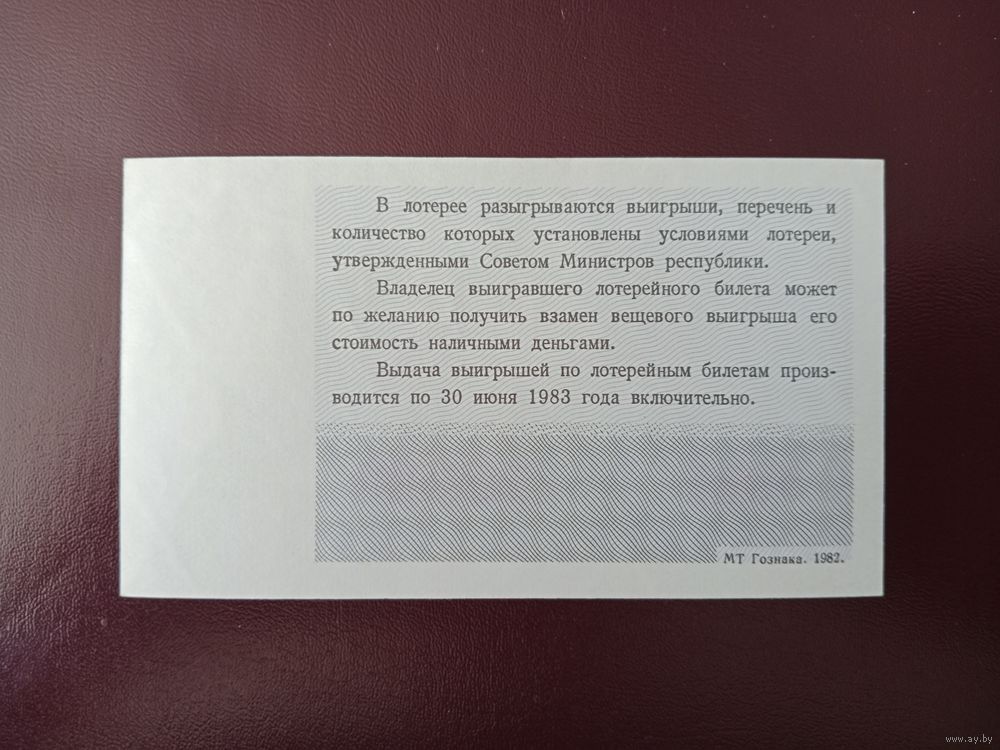 В лотерее разыгрываются выигрыши, перечень и
количество которых установлены условиями лотереи,
утвержденными Советом Министров республики.
Владелец выигравшего лотерейного билета может
по желанию получить взамен вещевого выигрыша его
стоимость наличными деньгами.
Выдача выигрышей по лотерейным билетам произ-
водится по 30 июня 1983 года включительно.
МТ Гознака. 1982.
www.ay.by